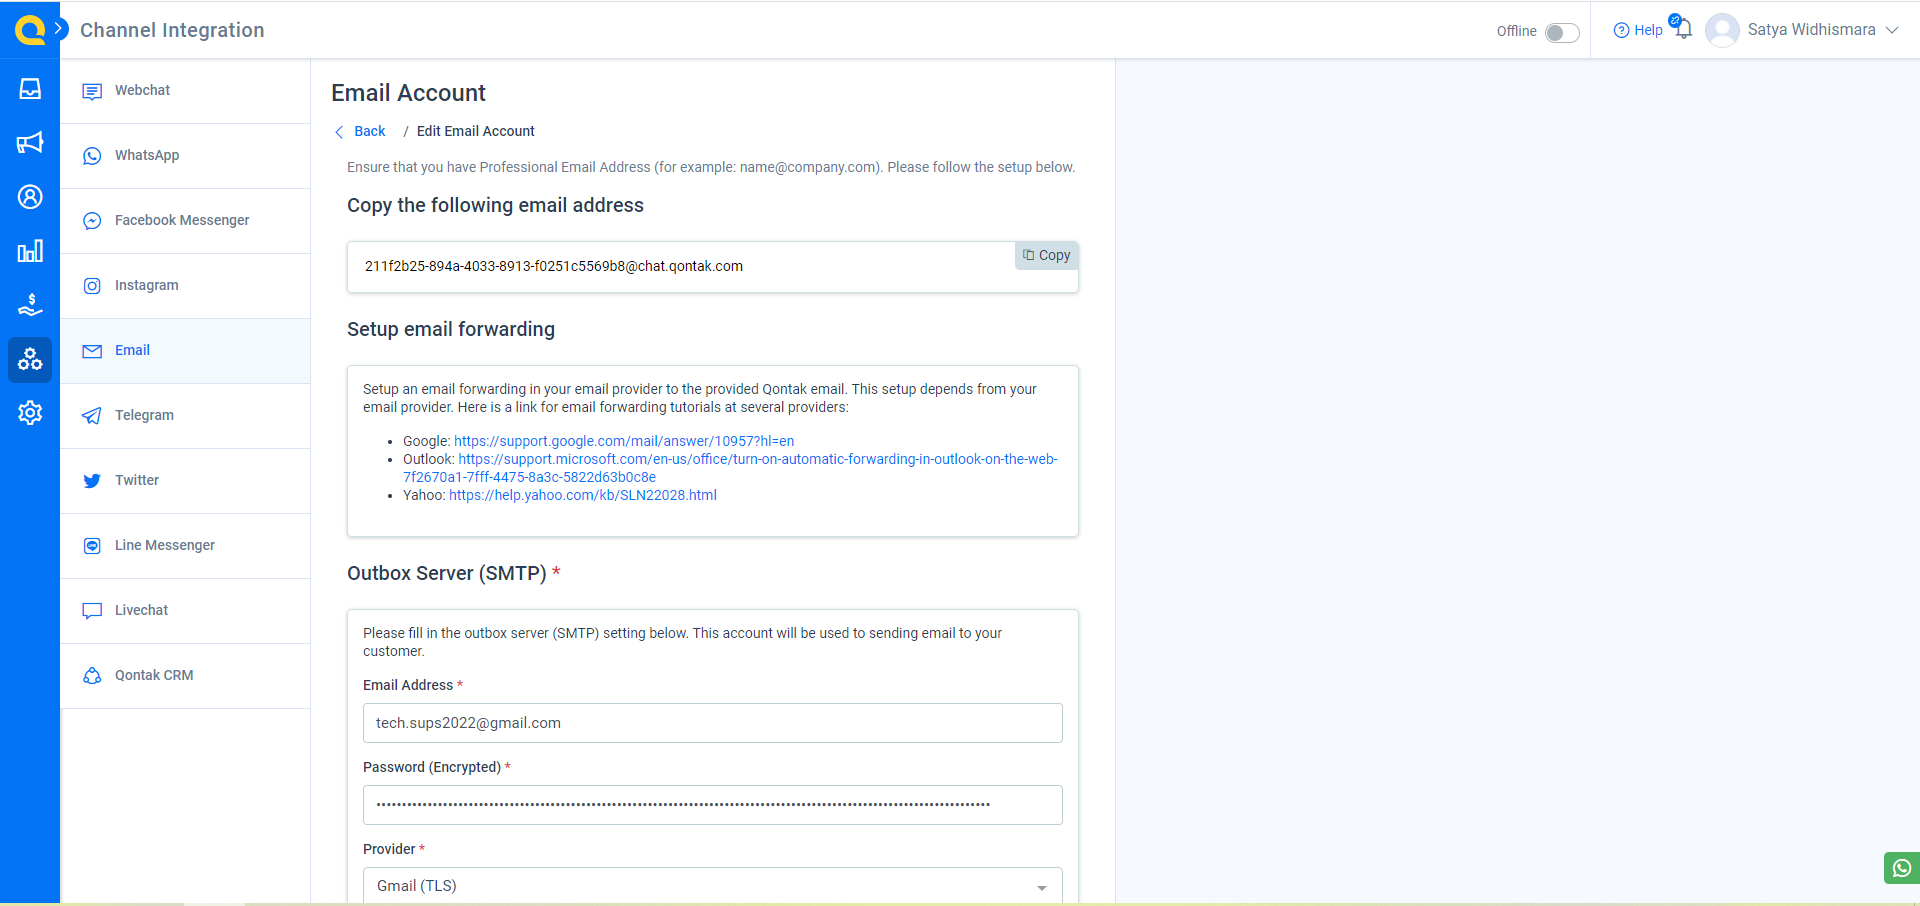 Channel Integration
Offline
Help
Satya Widhismara
Webchat
WhatsApp
Facebook Messenger
Instagram
Email
Telegram
Twitter
Line Messenger
Livechat
Qontak CRM
Email Account
Back / Edit Email Account
Ensure that you have Professional Email Address (for example: name@company.com). Please follow the setup below.
Copy the following email address
Copy
211f2b25-894a-4033-8913-f0251c5569b8@chat.qontak.com
Setup email forwarding
Setup an email forwarding in your email provider to the provided Qontak email. This setup depends from your
email provider. Here is a link for email forwarding tutorials at several providers:
• Google: https://support.google.com/mail/answer/10957?hl=en
• Outlook: https://support.microsoft.com/en-us/office/turn-on-automatic-forwarding-in-outlook-on-the-web-
7f2670a1-7fff-4475-8a3c-5822d63b0c8e
• Yahoo: https://help.yahoo.com/kb/SLN22028.html
Outbox Server (SMTP) *
Please fill in the outbox server (SMTP) setting below. This account will be used to sending email to your
customer.
Email Address *
tech.sups2022@gmail.com
Password (Encrypted) *
Provider *
Gmail (TLS)